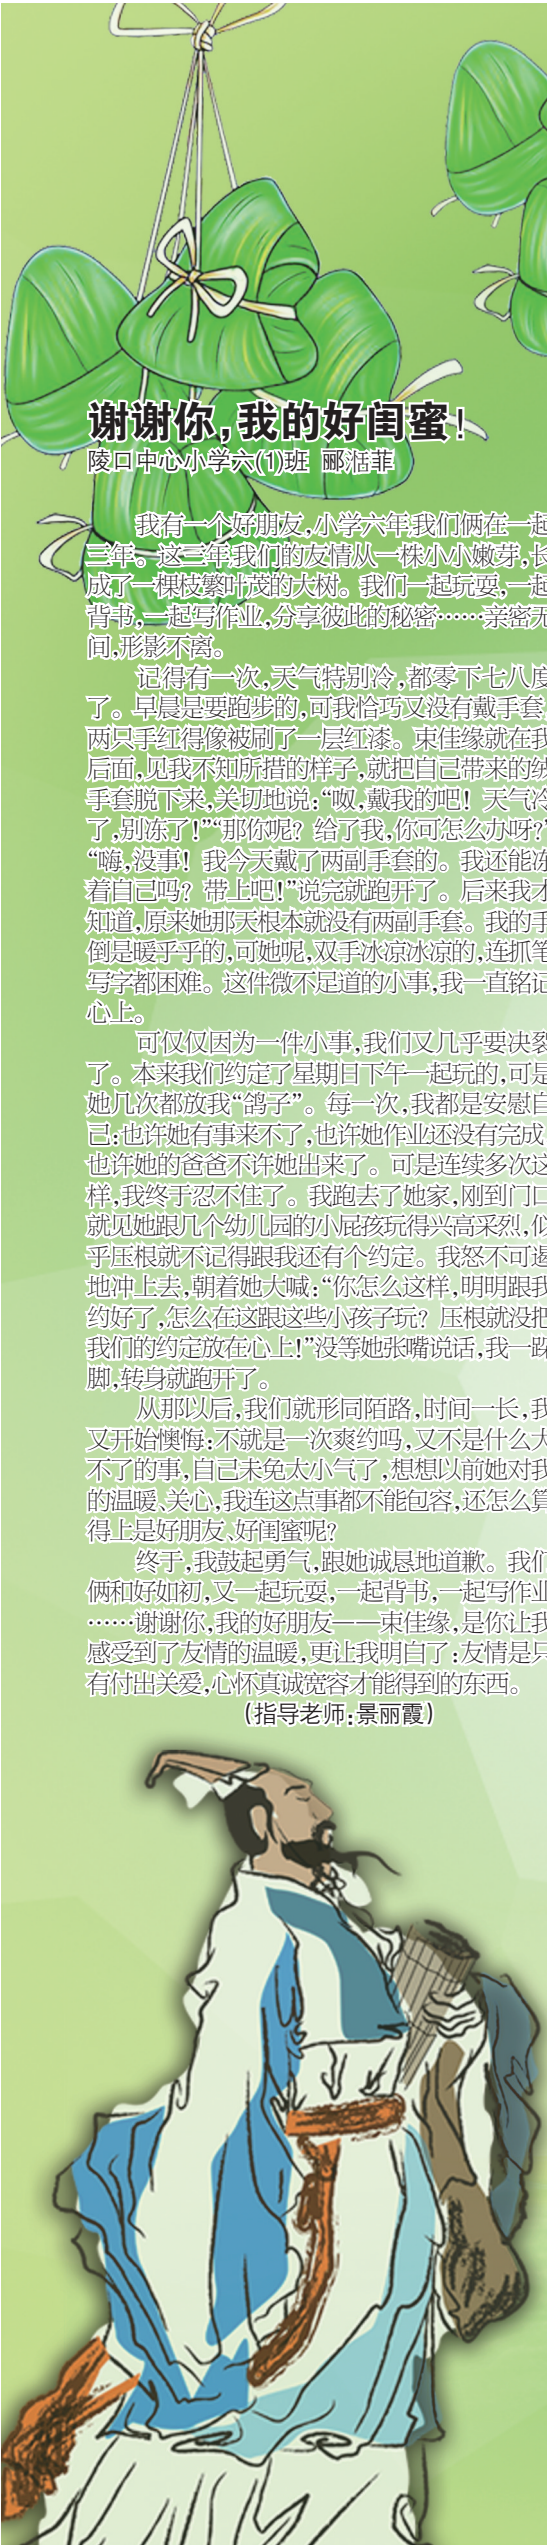 谢谢你,我的好闺蜜!
陵口中心小学六(1)班 郦湉菲
我有一个好朋友,小学六年,我们俩在一起
三年。这三年,我们的友情从一株小小嫩芽,长
成了一棵枝繁叶茂的大树。我们一起玩耍,一起
背书,一起写作业,分享彼此的秘密……亲密无
间,形影不离。
记得有一次,天气特别冷,都零下七八度
了。早晨是要跑步的,可我恰巧又没有戴手套,
两只手红得像被刷了一层红漆。束佳缘就在我
后面,见我不知所措的样子,就把自己带来的绒
手套脱下来,关切地说:“呶,戴我的吧!天气冷
了,别冻了!”“那你呢?给了我,你可怎么办呀?”
“嗨,没事!我今天戴了两副手套的。我还能冻
着自己吗?带上吧!”说完就跑开了。后来我才
知道,原来她那天根本就没有两副手套。我的手
倒是暖乎乎的,可她呢,双手冰凉冰凉的,连抓笔
写字都困难。这件微不足道的小事,我一直铭记
心上。
可仅仅因为一件小事,我们又几乎要决裂
了。本来我们约定了星期日下午一起玩的,可是
她几次都放我“鸽子”。每一次,我都是安慰自
己:也许她有事来不了,也许她作业还没有完成,
也许她的爸爸不许她出来了。可是连续多次这
样,我终于忍不住了。我跑去了她家,刚到门口
就见她跟几个幼儿园的小屁孩玩得兴高采烈,似
乎压根就不记得跟我还有个约定。我怒不可遏
地冲上去,朝着她大喊:“你怎么这样,明明跟我
约好了,怎么在这跟这些小孩子玩?压根就没把
我们的约定放在心上!”没等她张嘴说话,我一跺
脚,转身就跑开了。
从那以后,我们就形同陌路,时间一长,我
又开始懊悔:不就是一次爽约吗,又不是什么大
不了的事,自己未免太小气了,想想以前她对我
的温暖、关心,我连这点事都不能包容,还怎么算
得上是好朋友、好闺蜜呢?
终于,我鼓起勇气,跟她诚恳地道歉。我们
俩和好如初,又一起玩耍,一起背书,一起写作业
……谢谢你,我的好朋友——束佳缘,是你让我
感受到了友情的温暖,更让我明白了:友情是只
有付出关爱,心怀真诚宽容才能得到的东西。
(指导老师:景丽霞)